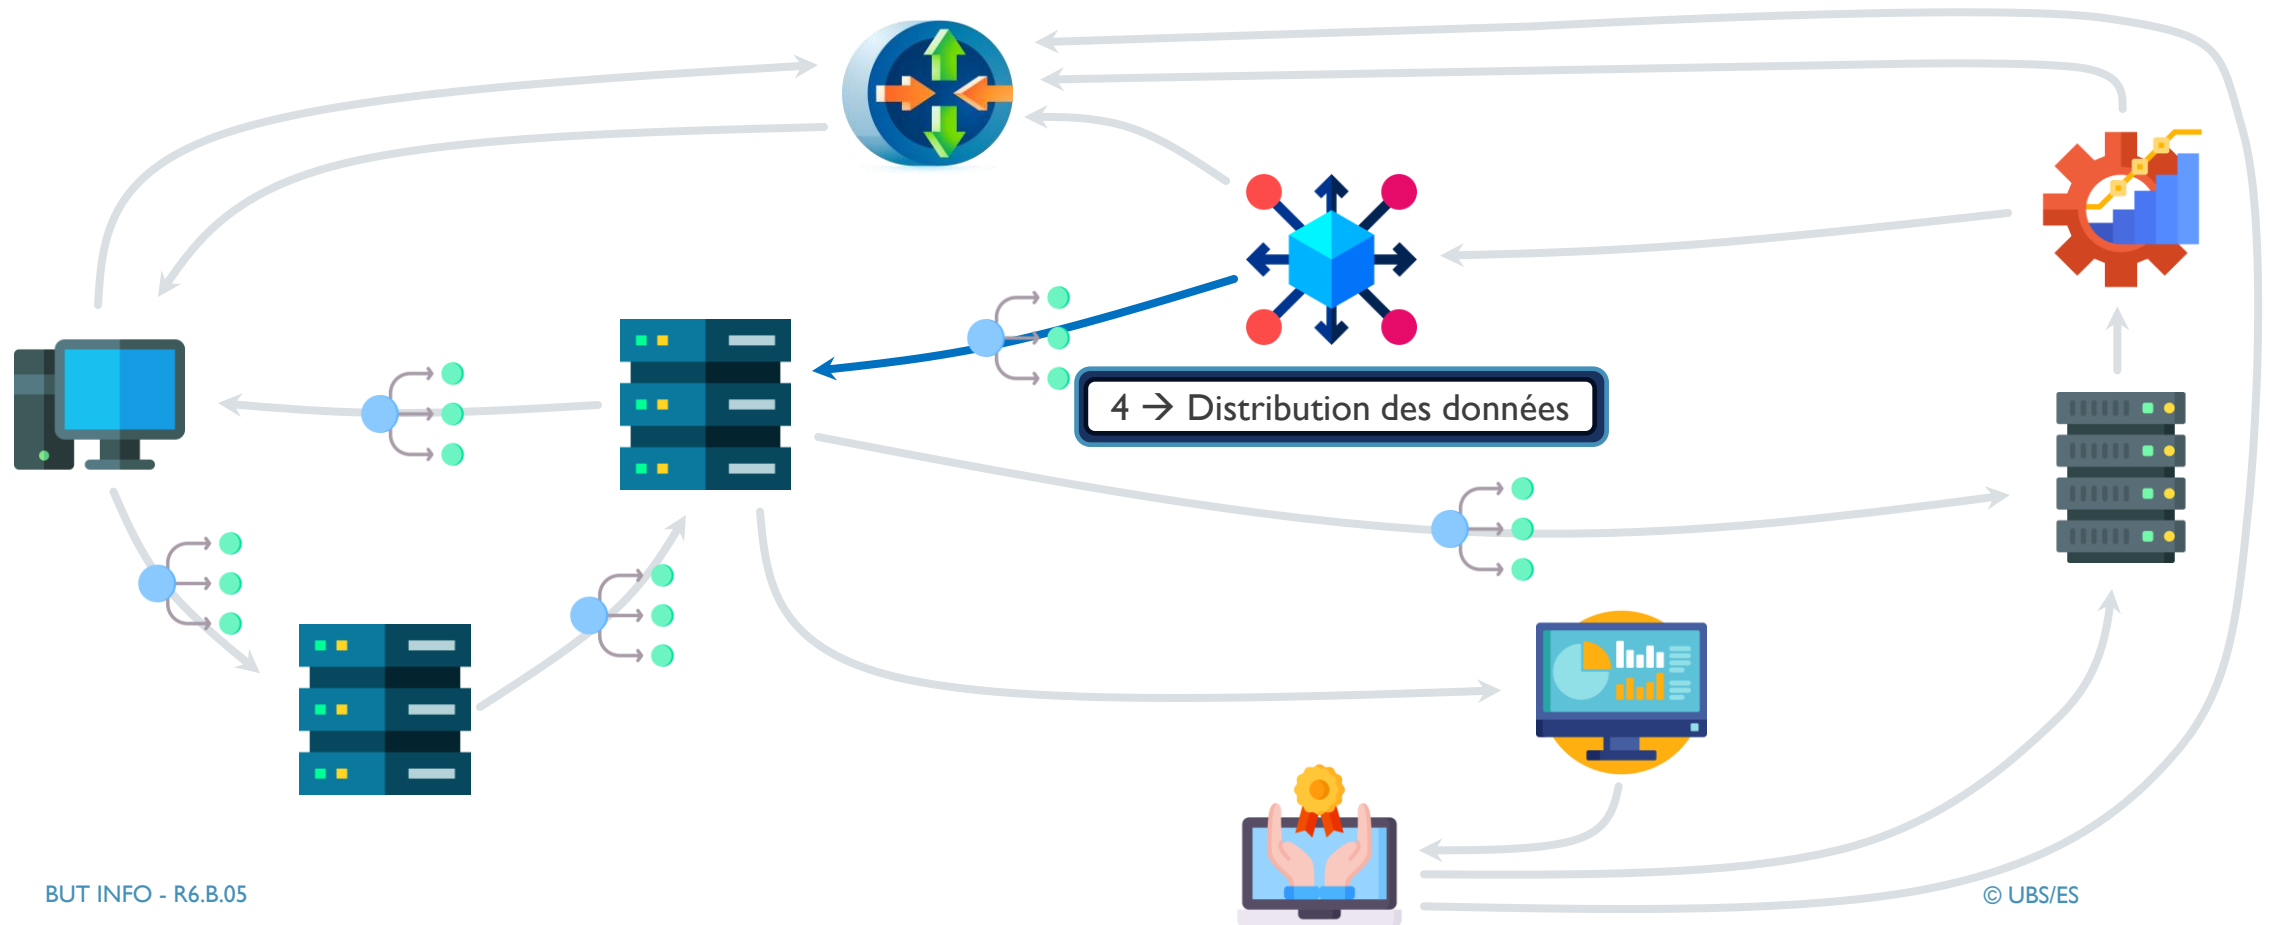 4 → Distribution des données
BUT INFO - R6.B.05
© UBS/ES